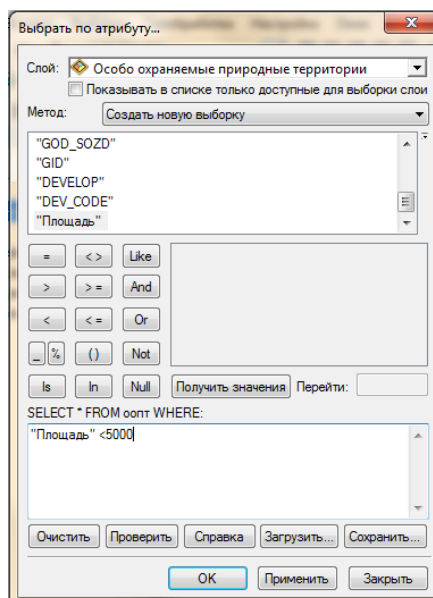 Выбрать по атрибуту...
Слой: Особо охраняемые природные территории
Показывать в списке только доступные для выборки слои
Метод: Создать новую выборку
"GOD_SOZD"
"GID"
"DEVELOP"
"DEV_CODE"
"Площадь"
= < > Like
> > = And
< < = Or
_ % ( ) Not
Is In Null Получить значения Перейти:
SELECT * FROM оопт WHERE:
"Площадь" <5000
Очистить Проверить Справка Загрузить... Сохранить...
OK Применить Закрыть